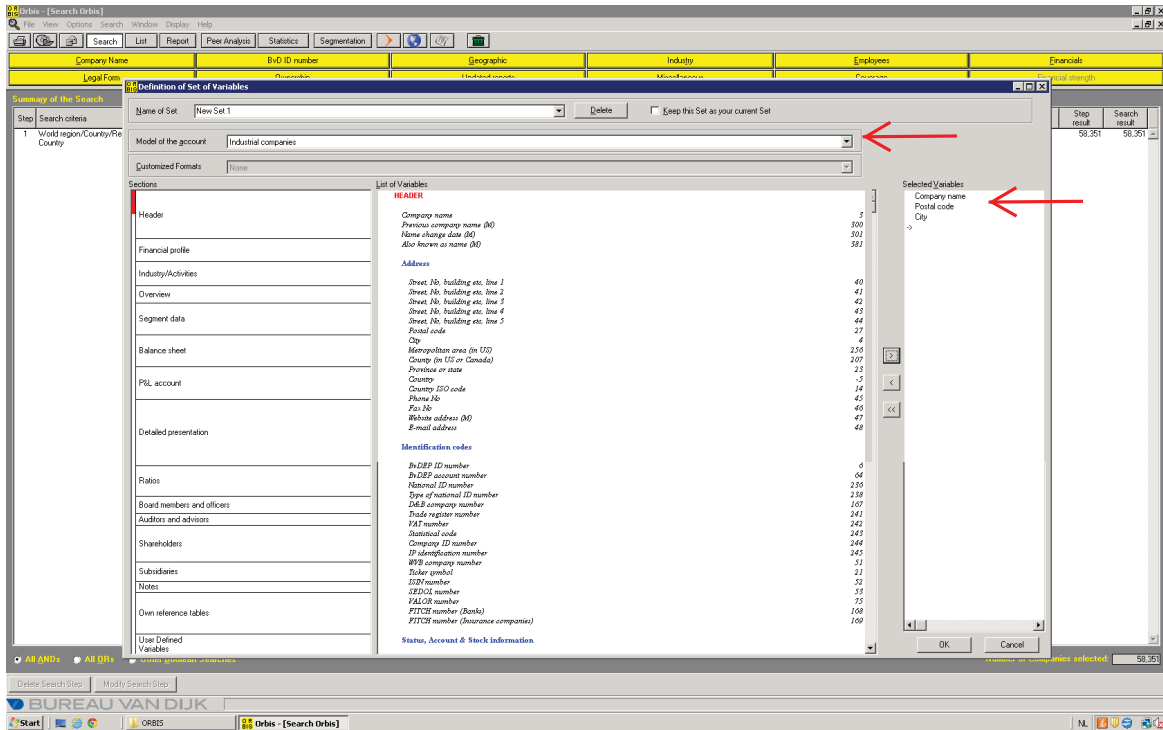 Orbis - [Search Orbis]
File View Options Search Window Display Help
Search List Report Peer Analysis Statistics Segmentation
Company Name BvD ID number Geographic Industry Employees Financials
Legal Form Ownership Updated reports Miscellaneous Coverage Financial strength
Definition of Set of Variables
Summary of the Search
Name of Set New Set 1 Delete Keep this Set as your current Set
Step Search criteria Step result Search result
1 World region/Country/Re Country 58,351 58,351
Model of the account Industrial companies
Customized Formats None
Sections List of Variables Selected Variables
Header
Financial profile
Industry/Activities
Overview
Segment data
Balance sheet
P&L account
Detailed presentation
Ratios
Board members and officers
Auditors and advisors
Shareholders
Subsidiaries
Notes
Own reference tables
User Defined Variables
HEADER
Company name 3
Previous company name (M) 300
Name change date (M) 301
Also known as name (M) 381
Address
Street, No, building etc, line 1 40
Street, No, building etc, line 2 41
Street, No, building etc, line 3 42
Street, No, building etc, line 4 43
Street, No, building etc, line 5 44
Postal code 27
City 4
Metropolitan area (in US) 256
County (in US or Canada) 207
Province or state 23
Country -5
Country ISO code 14
Phone No 45
Fax No 46
Website address (M) 47
E-mail address 48
Identification codes
BvDEP ID number 6
BvDEP account number 64
National ID number 236
Type of national ID number 238
D&B company number 167
Trade register number 241
VAT number 242
Statistical code 243
Company ID number 244
IP identification number 245
WVB company number 51
Ticker symbol 21
ISIN number 52
SEDOL number 53
VALOR number 75
FITCH number (Banks) 168
FITCH number (Insurance companies) 169
Status, Account & Stock information
Company name
Postal code
City
->
>
<
<<
OK Cancel
All ANDs All ORs Other Boolean Searches Number of Companies selected: 58,351
Delete Search Step Modify Search Step
BUREAU VAN DIJK
Start ORBIS Orbis - [Search Orbis] NL